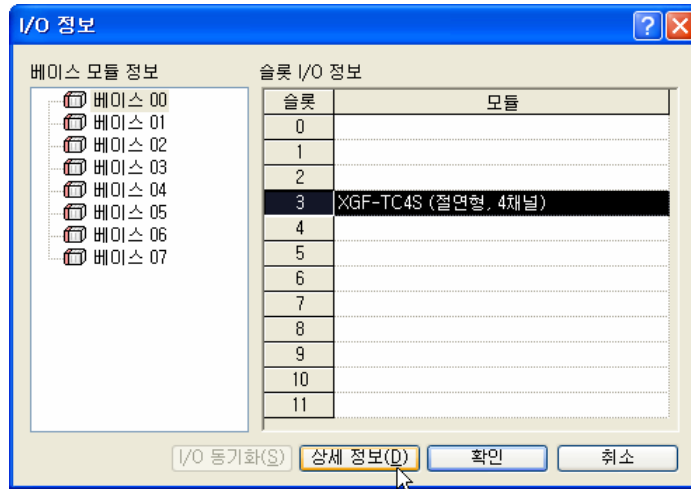 I/O 정보
베이스 모듈 정보
베이스 00
베이스 01
베이스 02
베이스 03
베이스 04
베이스 05
베이스 06
베이스 07
슬롯 I/O 정보
슬롯 모듈
0
1
2
3 XGF-TC4S (절연형, 4채널)
4
5
6
7
8
9
10
11
I/O 동기화(S) 상세 정보(D) 확인 취소